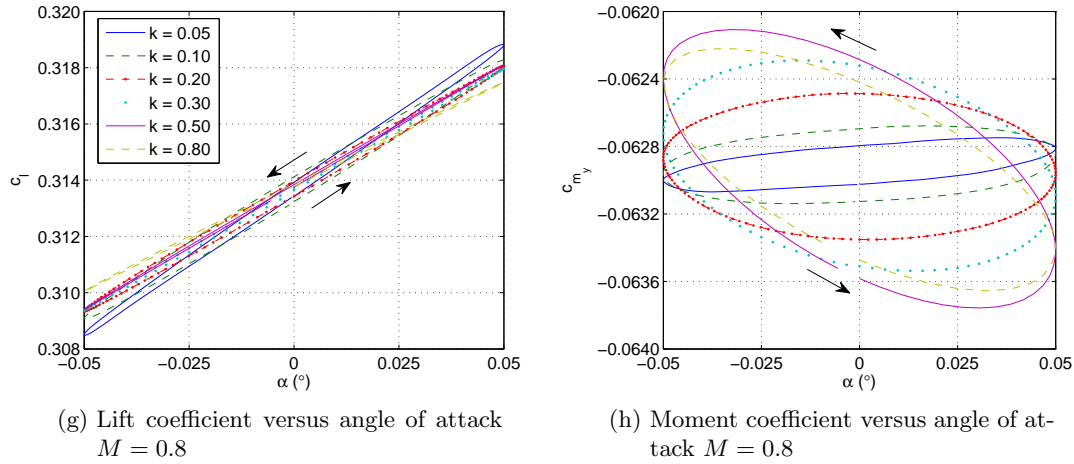 0.320
0.318
0.316
0.314
0.312
0.310
0.308
c_l
k = 0.05
k = 0.10
k = 0.20
k = 0.30
k = 0.50
k = 0.80
−0.05 −0.025 0 0.025 0.05
α (°)
(g) Lift coefficient versus angle of attack
M = 0.8
−0.0620
−0.0624
−0.0628
−0.0632
−0.0636
−0.0640
c_{m_y}
−0.05 −0.025 0 0.025 0.05
α (°)
(h) Moment coefficient versus angle of at-
tack M = 0.8